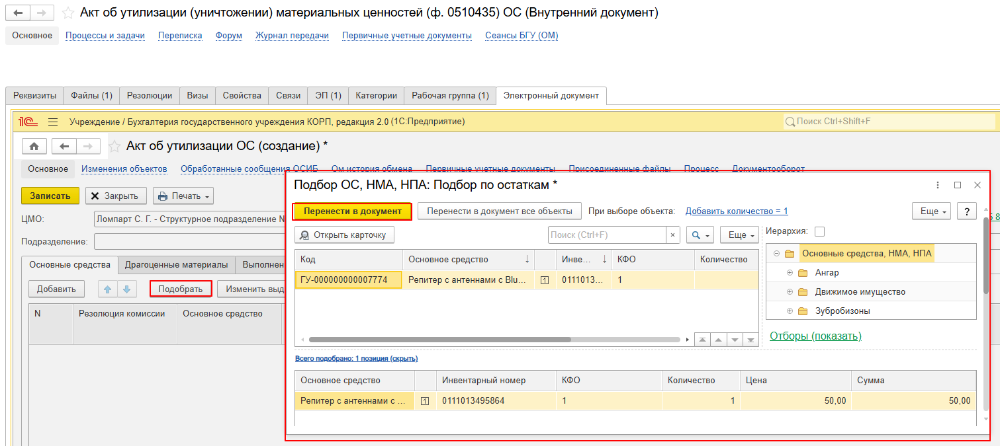 Акт об утилизации (уничтожении) материальных ценностей (ф. 0510435) ОС (Внутренний документ)
Основное Процессы и задачи Переписка Форум Журнал передачи Первичные учетные документы Сеансы БГУ (ОМ)
Реквизиты Файлы (1) Резолюции Визы Свойства Связи ЭП (1) Категории Рабочая группа (1) Электронный документ
1С Учреждение / Бухгалтерия государственного учреждения КОРП, редакция 2.0 (1С:Предприятие) Поиск Ctrl+Shift+F
Акт об утилизации ОС (создание) *
Основное Изменения объектов Обработанные сообщения ОСИБ Ом история обмена Первичные учетные документы Присоединенные файлы Процесс Документооборот
Записать Закрыть Печать
ЦМО: Ломпарт С. Г. - Структурное подразделение
Подразделение:
Основные средства Драгоценные материалы Выполнен
Добавить Подобрать Изменить выд
N Резолюция комиссии Основное средство
Подбор ОС, НМА, НПА: Подбор по остаткам *
Перенести в документ Перенести в документ все объекты При выборе объекта: Добавить количество = 1 Еще ?
Открыть карточку Поиск (Ctrl+F) × Еще Иерархия:
Код Основное средство ↓ Инве... ↓ КФО Количество
ГУ-000000000007774 Репитер с антеннами с Blu... 1 0111013... 1
Основные средства, НМА, НПА
Ангар
Движимое имущество
Зубробизоны
Отборы (показать)
Всего подобрано: 1 позиция (скрыть)
Основное средство Инвентарный номер КФО Количество Цена Сумма
Репитер с антеннами с ... 1 0111013495864 1 1 50,00 50,00